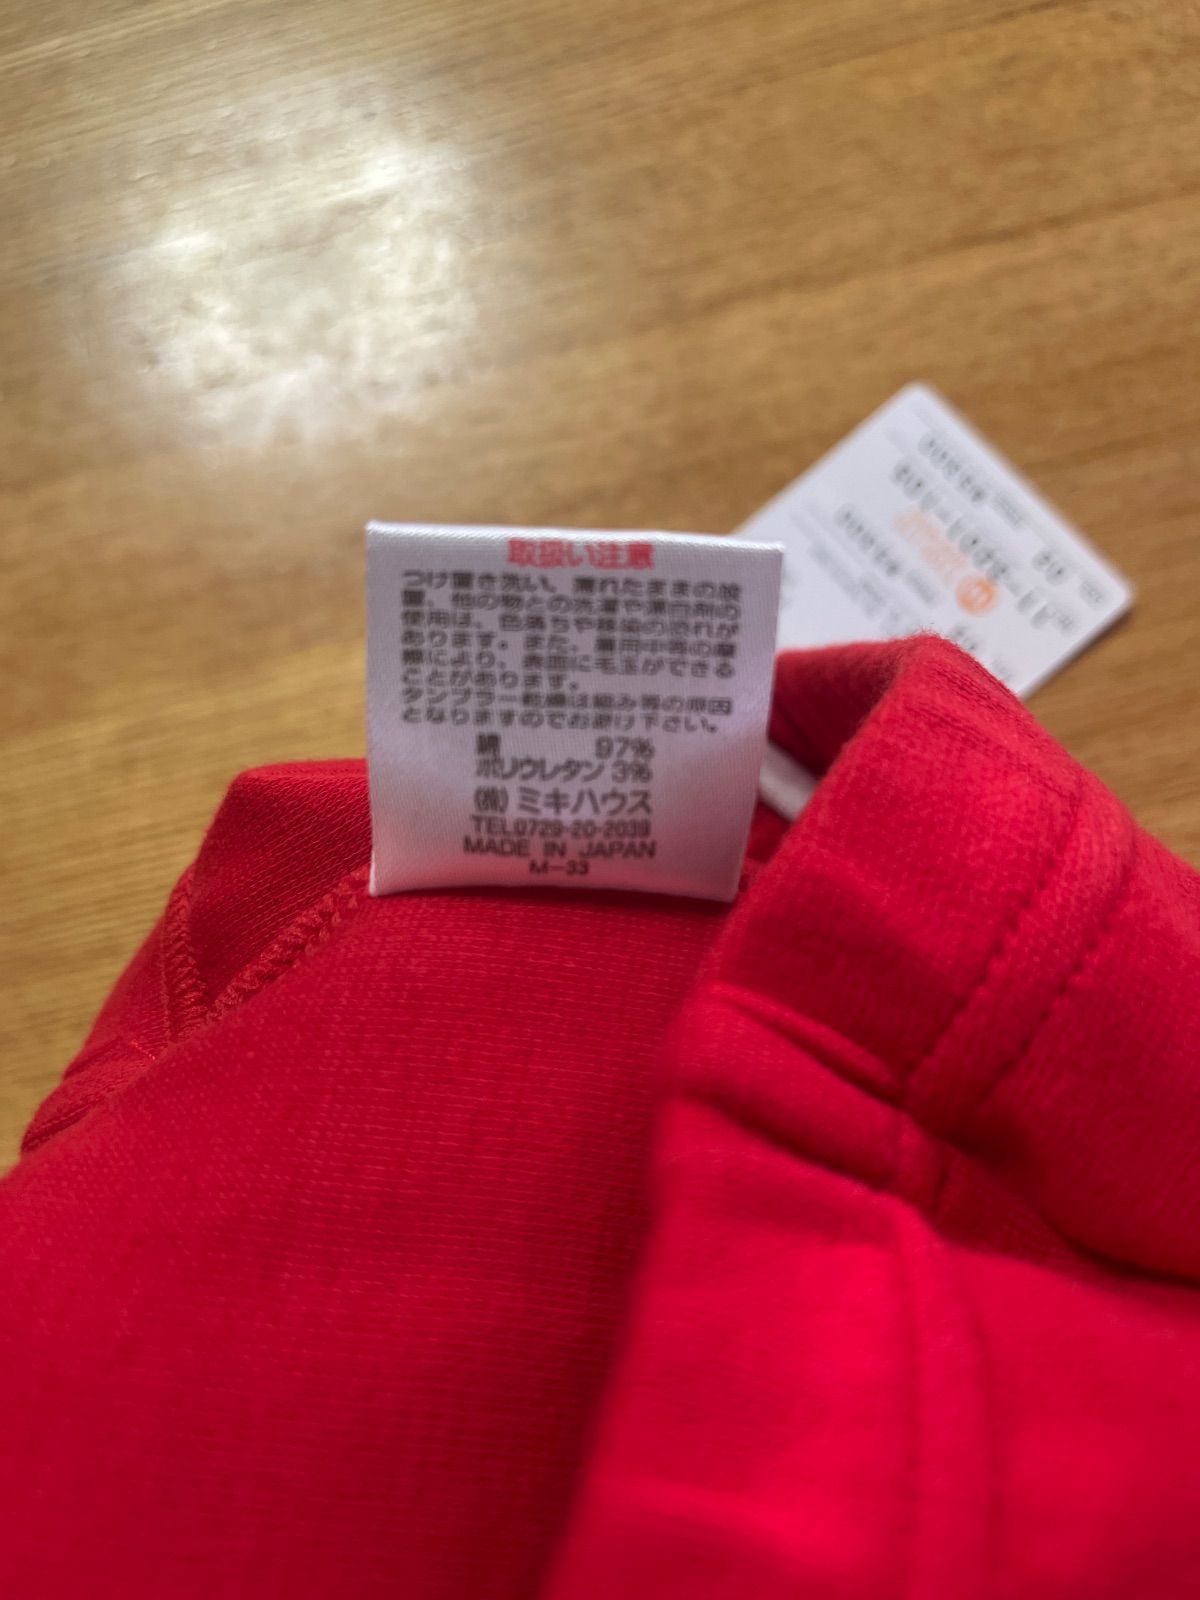 取扱い注意
つけ置き洗い、濡れたままの放
置、他の物との洗濯や漂白剤の
使用は、色落ちや移染の恐れが
あります。また、着用中等の摩
擦により、表面に毛玉ができる
ことがあります。
タンブラー乾燥は縮み等の原因
となりますのでお避け下さい。
綿 97%
ポリウレタン 3%
㈱ ミキハウス
TEL0729-20-2039
MADE IN JAPAN
M-33